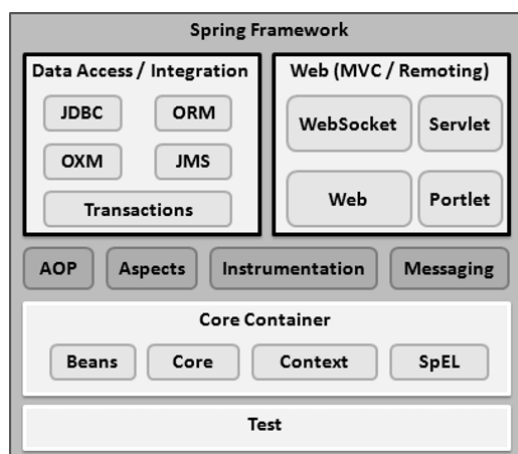 Spring Framework
Data Access / Integration
JDBC ORM
OXM JMS
Transactions
Web (MVC / Remoting)
WebSocket Servlet
Web Portlet
AOP Aspects Instrumentation Messaging
Core Container
Beans Core Context SpEL
Test